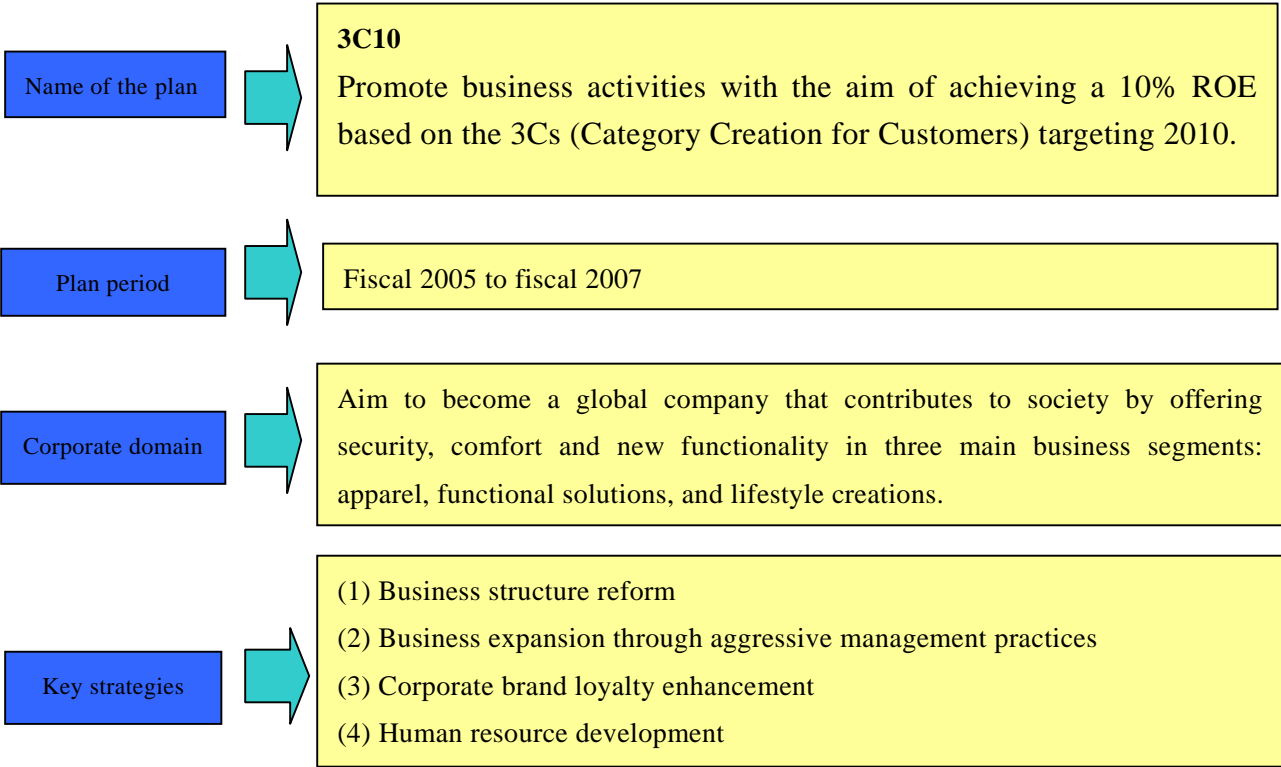 Name of the plan
3C10
Promote business activities with the aim of achieving a 10% ROE
based on the 3Cs (Category Creation for Customers) targeting 2010.
Plan period
Fiscal 2005 to fiscal 2007
Corporate domain
Aim to become a global company that contributes to society by offering
security, comfort and new functionality in three main business segments:
apparel, functional solutions, and lifestyle creations.
Key strategies
(1) Business structure reform
(2) Business expansion through aggressive management practices
(3) Corporate brand loyalty enhancement
(4) Human resource development